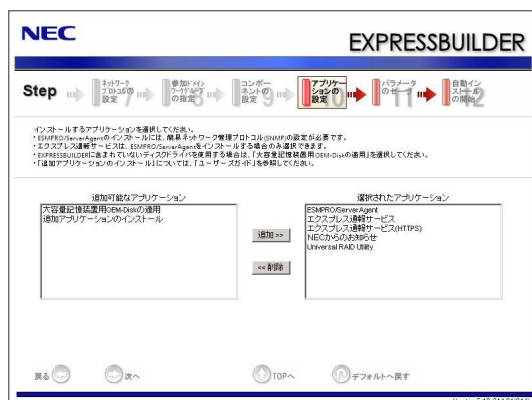 NEC
EXPRESSBUILDER
Step
ネットワーク
プロトコルの
設定 7
参加ドメイン
ワークグループ
の指定 8
コンポー
ネントの
設定 9
アプリケー
ションの
設定 10
パラメータ
のセーブ 11
自動イン
ストール
の開始 12
インストールするアプリケーションを選択してください。
・ESMPRO/ServerAgentのインストールには、簡易ネットワーク管理プロトコル(SNMP)の設定が必要です。
・エクスプレス通報サービスは、ESMPRO/ServerAgentをインストールする場合のみ選択できます。
・EXPRESSBUILDERに含まれていないディスクドライバを使用する場合は、「大容量記憶装置用OEM-Diskの適用」を選択してください。
・「追加アプリケーションのインストール」については、「ユーザーズガイド」を参照してください。
追加可能なアプリケーション
大容量記憶装置用OEM-Diskの適用
追加アプリケーションのインストール
追加 >>
<< 削除
選択されたアプリケーション
ESMPRO/ServerAgent
エクスプレス通報サービス
エクスプレス通報サービス(HTTPS)
NECからのお知らせ
Universal RAID Utility
戻る
次へ
TOPへ
デフォルトへ戻す